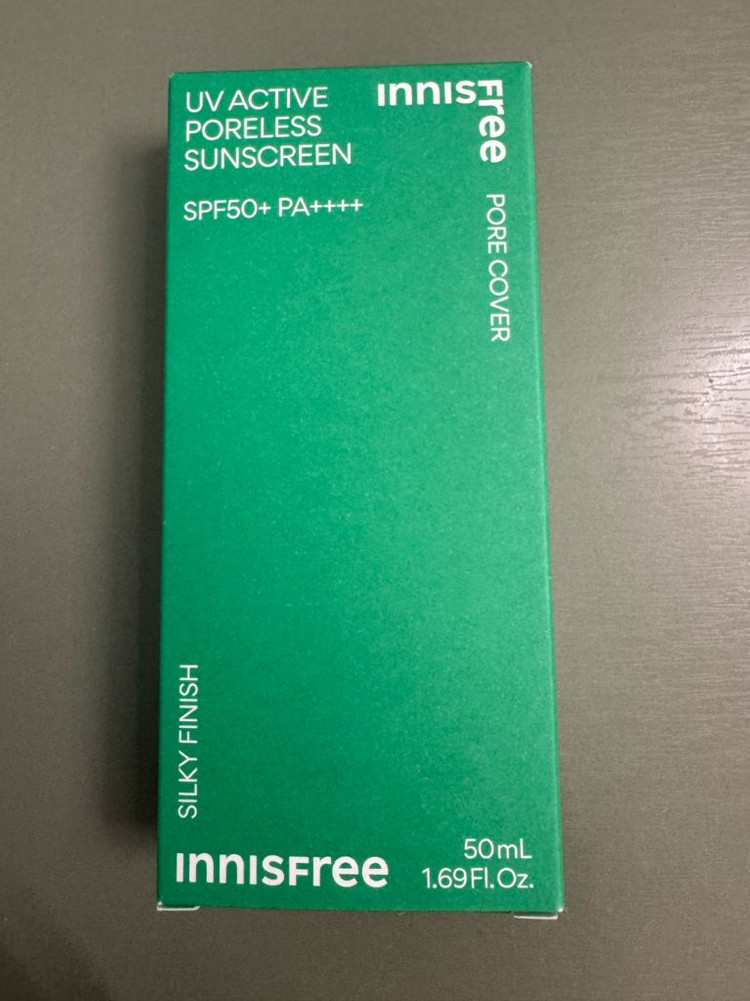 UV ACTIVE
PORELESS
SUNSCREEN
SPF50+ PA++++
INNISFree
PORE COVER
SILKY FINISH
INNISFree
50mL
1.69Fl.Oz.